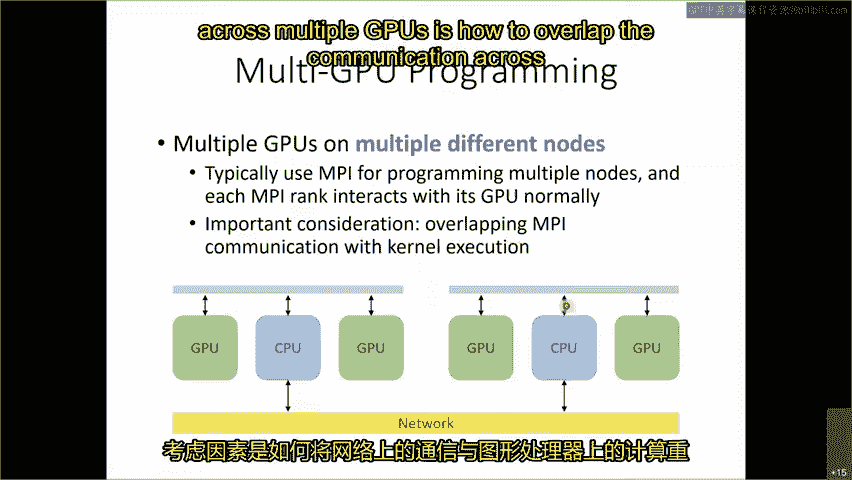 across multiple GPUs is how to overlap the
communication across
Multi-GPU Programming
• Multiple GPUs on multiple different nodes
• Typically use MPI for programming multiple nodes, and
each MPI rank interacts with its GPU normally
• Important consideration: overlapping MPI
communication with kernel execution
GPU CPU GPU GPU CPU GPU
Network
考虑因素是如何将网络上的通信与图形处理器上的计算重
+15